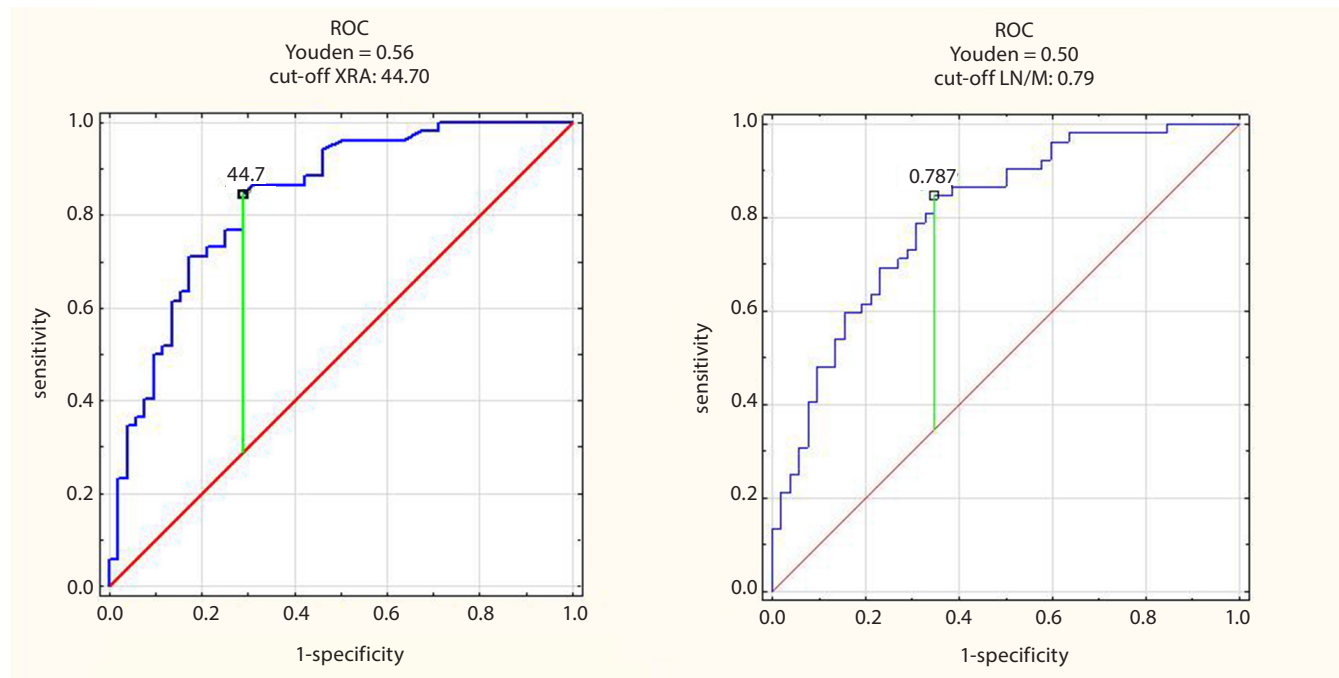 ROC
Youden = 0.56
cut-off XRA: 44.70
1.0
0.8
0.6
0.4
0.2
0.0
sensitivity
44.7
0.0 0.2 0.4 0.6 0.8 1.0
1-specificity
ROC
Youden = 0.50
cut-off LN/M: 0.79
1.0
0.8
0.6
0.4
0.2
0.0
sensitivity
0.787
0.0 0.2 0.4 0.6 0.8 1.0
1-specificity